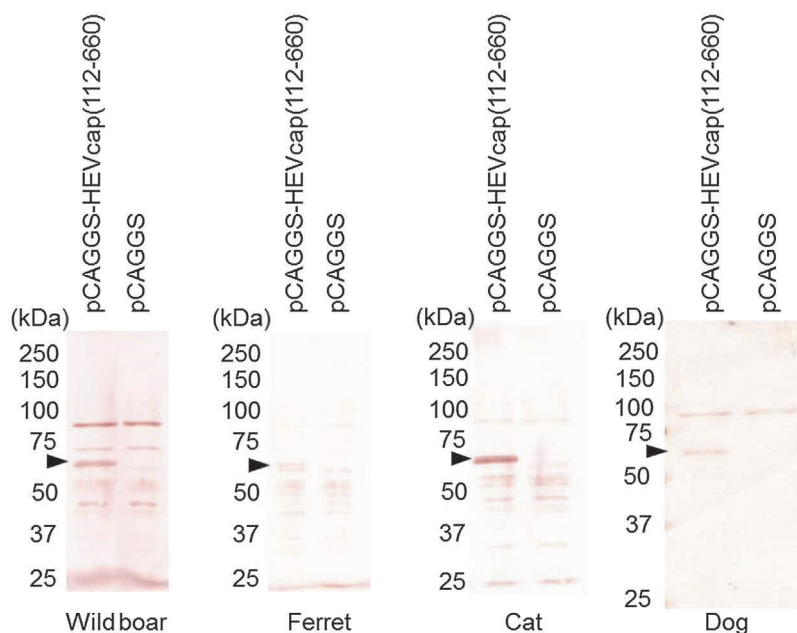 pCAGGS-HEVcap(112-660)
pCAGGS
pCAGGS-HEVcap(112-660)
pCAGGS
pCAGGS-HEVcap(112-660)
pCAGGS
pCAGGS-HEVcap(112-660)
pCAGGS
(kDa)
250
150
100
75
50
37
25
Wild boar
(kDa)
250
150
100
75
50
37
25
Ferret
(kDa)
250
150
100
75
50
37
25
Cat
(kDa)
250
150
100
75
50
37
25
Dog